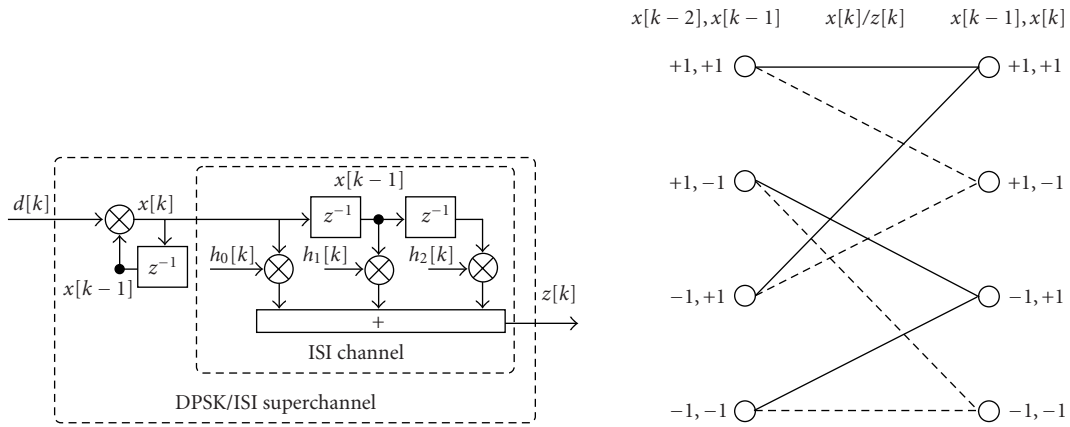 d[k]
x[k]
z⁻¹
x[k − 1]
x[k − 1]
z⁻¹
z⁻¹
h₀[k]
h₁[k]
h₂[k]
+
z[k]
ISI channel
DPSK/ISI superchannel
x[k − 2], x[k − 1]
x[k]/z[k]
x[k − 1], x[k]
+1, +1
+1, +1
+1, −1
+1, −1
−1, +1
−1, +1
−1, −1
−1, −1